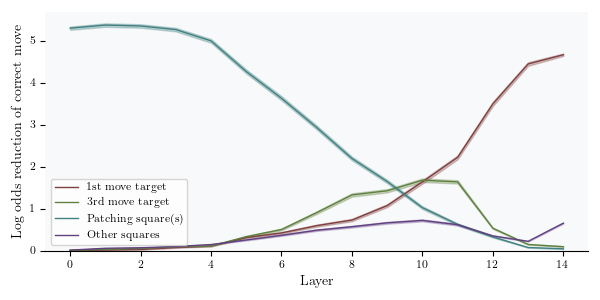 Log odds reduction of correct move
5
4
3
2
1
0
1st move target
3rd move target
Patching square(s)
Other squares
0 2 4 6 8 10 12 14
Layer